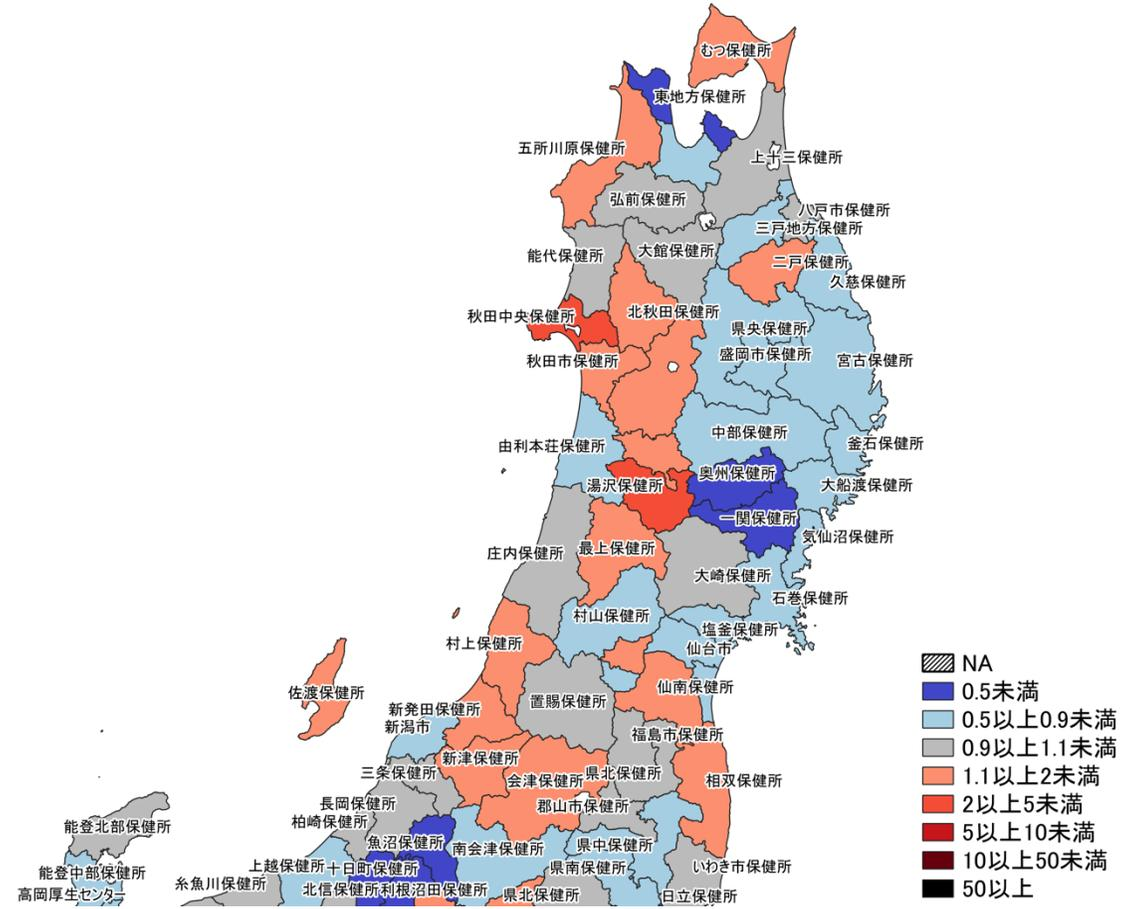 むつ保健所
東地方保健所
五所川原保健所
上十三保健所
弘前保健所
八戸市保健所
三戸地方保健所
能代保健所
大館保健所
二戸保健所
久慈保健所
秋田中央保健所
北秋田保健所
県央保健所
盛岡市保健所
秋田市保健所
宮古保健所
中部保健所
釜石保健所
由利本荘保健所
奥州保健所
湯沢保健所
大船渡保健所
一関保健所
気仙沼保健所
庄内保健所
最上保健所
大崎保健所
石巻保健所
村山保健所
塩釜保健所
仙台市
村上保健所
仙南保健所
佐渡保健所
置賜保健所
新発田保健所
新潟市
福島市保健所
新津保健所
三条保健所
会津保健所
県北保健所
相双保健所
長岡保健所
郡山市保健所
柏崎保健所
能登北部保健所
魚沼保健所
南会津保健所
県中保健所
上越保健所
十日町保健所
県南保健所
いわき市保健所
能登中部保健所
糸魚川保健所
北信保健所
利根沼田保健所
県北保健所
日立保健所
高岡厚生センター
NA
0.5未満
0.5以上0.9未満
0.9以上1.1未満
1.1以上2未満
2以上5未満
5以上10未満
10以上50未満
50以上